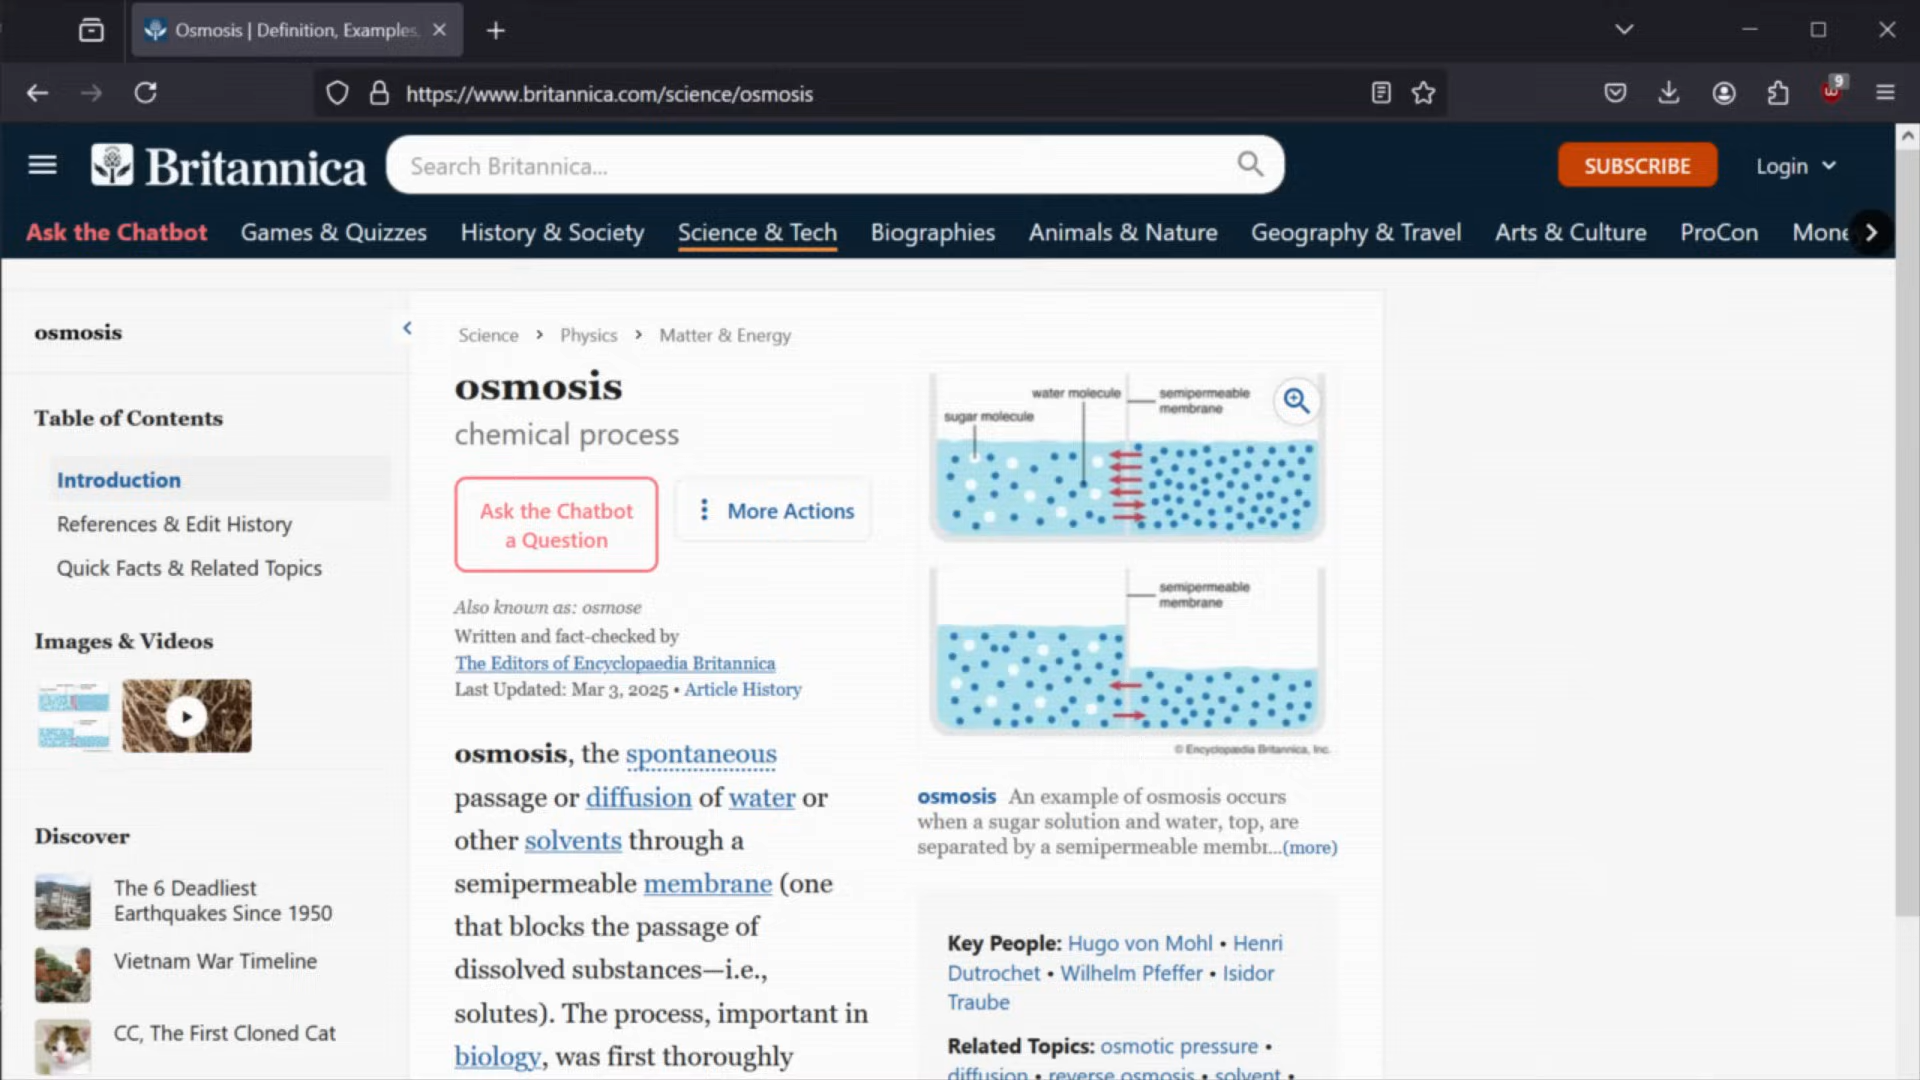 Osmosis | Definition, Examples,
https://www.britannica.com/science/osmosis
9
Britannica
Search Britannica...
SUBSCRIBE
Login
Ask the Chatbot
Games & Quizzes
History & Society
Science & Tech
Biographies
Animals & Nature
Geography & Travel
Arts & Culture
ProCon
Mone
osmosis
Table of Contents
Introduction
References & Edit History
Quick Facts & Related Topics
Images & Videos
Discover
The 6 Deadliest
Earthquakes Since 1950
Vietnam War Timeline
CC, The First Cloned Cat
Science > Physics > Matter & Energy
osmosis
chemical process
Ask the Chatbot
a Question
More Actions
Also known as: osmose
Written and fact-checked by
The Editors of Encyclopaedia Britannica
Last Updated: Mar 3, 2025 • Article History
osmosis, the spontaneous
passage or diffusion of water or
other solvents through a
semipermeable membrane (one
that blocks the passage of
dissolved substances—i.e.,
solutes). The process, important in
biology, was first thoroughly
water molecule
semipermeable
membrane
sugar molecule
semipermeable
membrane
© Encyclopædia Britannica, Inc.
osmosis An example of osmosis occurs
when a sugar solution and water, top, are
separated by a semipermeable membr...(more)
Key People: Hugo von Mohl • Henri
Dutrochet • Wilhelm Pfeffer • Isidor
Traube
Related Topics: osmotic pressure •
diffusion • reverse osmosis • solvent •